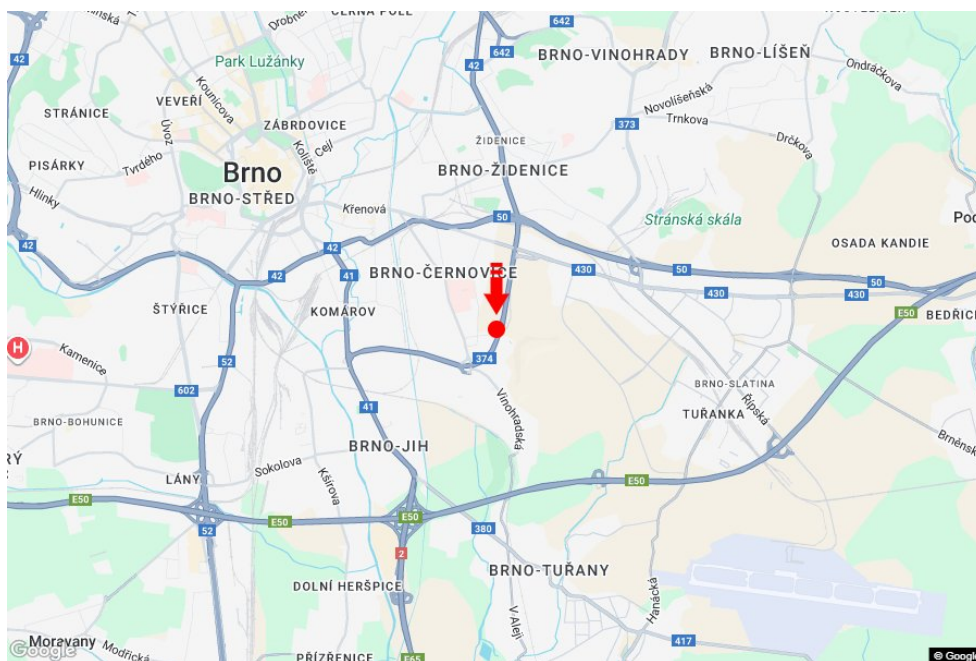 ČERNÁ POLE
Drobného
642
42
642
42
Park Lužánky
BRNO-VINOHRADY
BRNO-LÍŠEŇ
Ondráčkova
Kounicova
VEVEŘÍ
STRÁNICE
Úvoz
ZÁBRDOVICE
Cejl
Koliště
Novolíšeňská
373
Trnkova
Drčkova
ŽIDENICE
PISÁRKY
Tvrdého
Brno
BRNO-STŘED
BRNO-ŽIDENICE
Hlinky
Křenová
50
Stránská skála
42
42
42
41
BRNO-ČERNOVICE
430
50
430
430
50
OSADA KANDIE
E50
BEDŘICH
ŠTÝŘICE
KOMÁROV
H
Kamenice
52
374
602
41
Vinohradská
BRNO-SLATINA
TUŘANKA
Řípská
BRNO-BOHUNICE
BRNO-JIH
Sokolova
Kšírova
LÁNY
E50
52
E50
E50
E50
380
2
BRNO-TUŘANY
DOLNÍ HERŠPICE
Hanácká
V Aleji
Moravany
Modřická
PŘÍZŘENICE
E65
417
Google
© Google